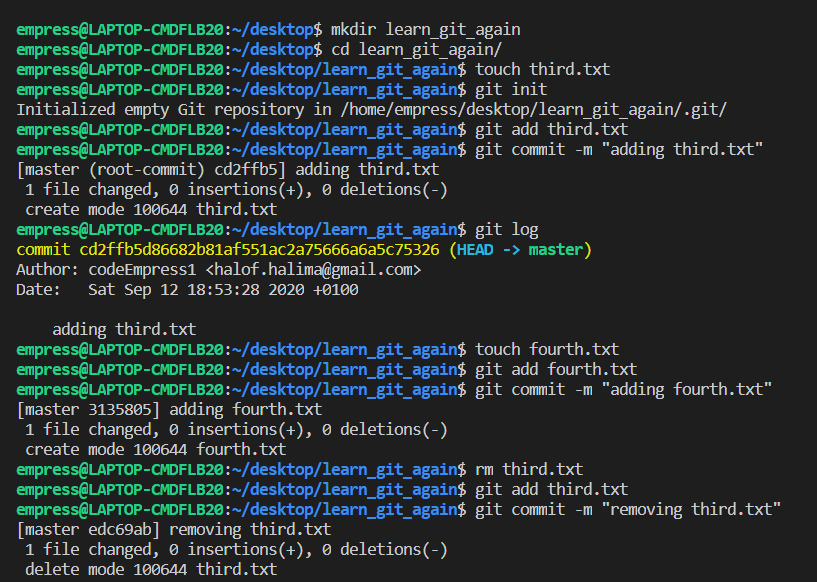 empress@LAPTOP-CMDFLB20:~/desktop$ mkdir learn_git_again
empress@LAPTOP-CMDFLB20:~/desktop$ cd learn_git_again/
empress@LAPTOP-CMDFLB20:~/desktop/learn_git_again$ touch third.txt
empress@LAPTOP-CMDFLB20:~/desktop/learn_git_again$ git init
Initialized empty Git repository in /home/empress/desktop/learn_git_again/.git/
empress@LAPTOP-CMDFLB20:~/desktop/learn_git_again$ git add third.txt
empress@LAPTOP-CMDFLB20:~/desktop/learn_git_again$ git commit -m "adding third.txt"
[master (root-commit) cd2ffb5] adding third.txt
 1 file changed, 0 insertions(+), 0 deletions(-)
 create mode 100644 third.txt
empress@LAPTOP-CMDFLB20:~/desktop/learn_git_again$ git log
commit cd2ffb5d86682b81af551ac2a75666a6a5c75326 (HEAD -> master)
Author: codeEmpress1 <halof.halima@gmail.com>
Date:   Sat Sep 12 18:53:28 2020 +0100

    adding third.txt
empress@LAPTOP-CMDFLB20:~/desktop/learn_git_again$ touch fourth.txt
empress@LAPTOP-CMDFLB20:~/desktop/learn_git_again$ git add fourth.txt
empress@LAPTOP-CMDFLB20:~/desktop/learn_git_again$ git commit -m "adding fourth.txt"
[master 3135805] adding fourth.txt
 1 file changed, 0 insertions(+), 0 deletions(-)
 create mode 100644 fourth.txt
empress@LAPTOP-CMDFLB20:~/desktop/learn_git_again$ rm third.txt
empress@LAPTOP-CMDFLB20:~/desktop/learn_git_again$ git add third.txt
empress@LAPTOP-CMDFLB20:~/desktop/learn_git_again$ git commit -m "removing third.txt"
[master edc69ab] removing third.txt
 1 file changed, 0 insertions(+), 0 deletions(-)
 delete mode 100644 third.txt